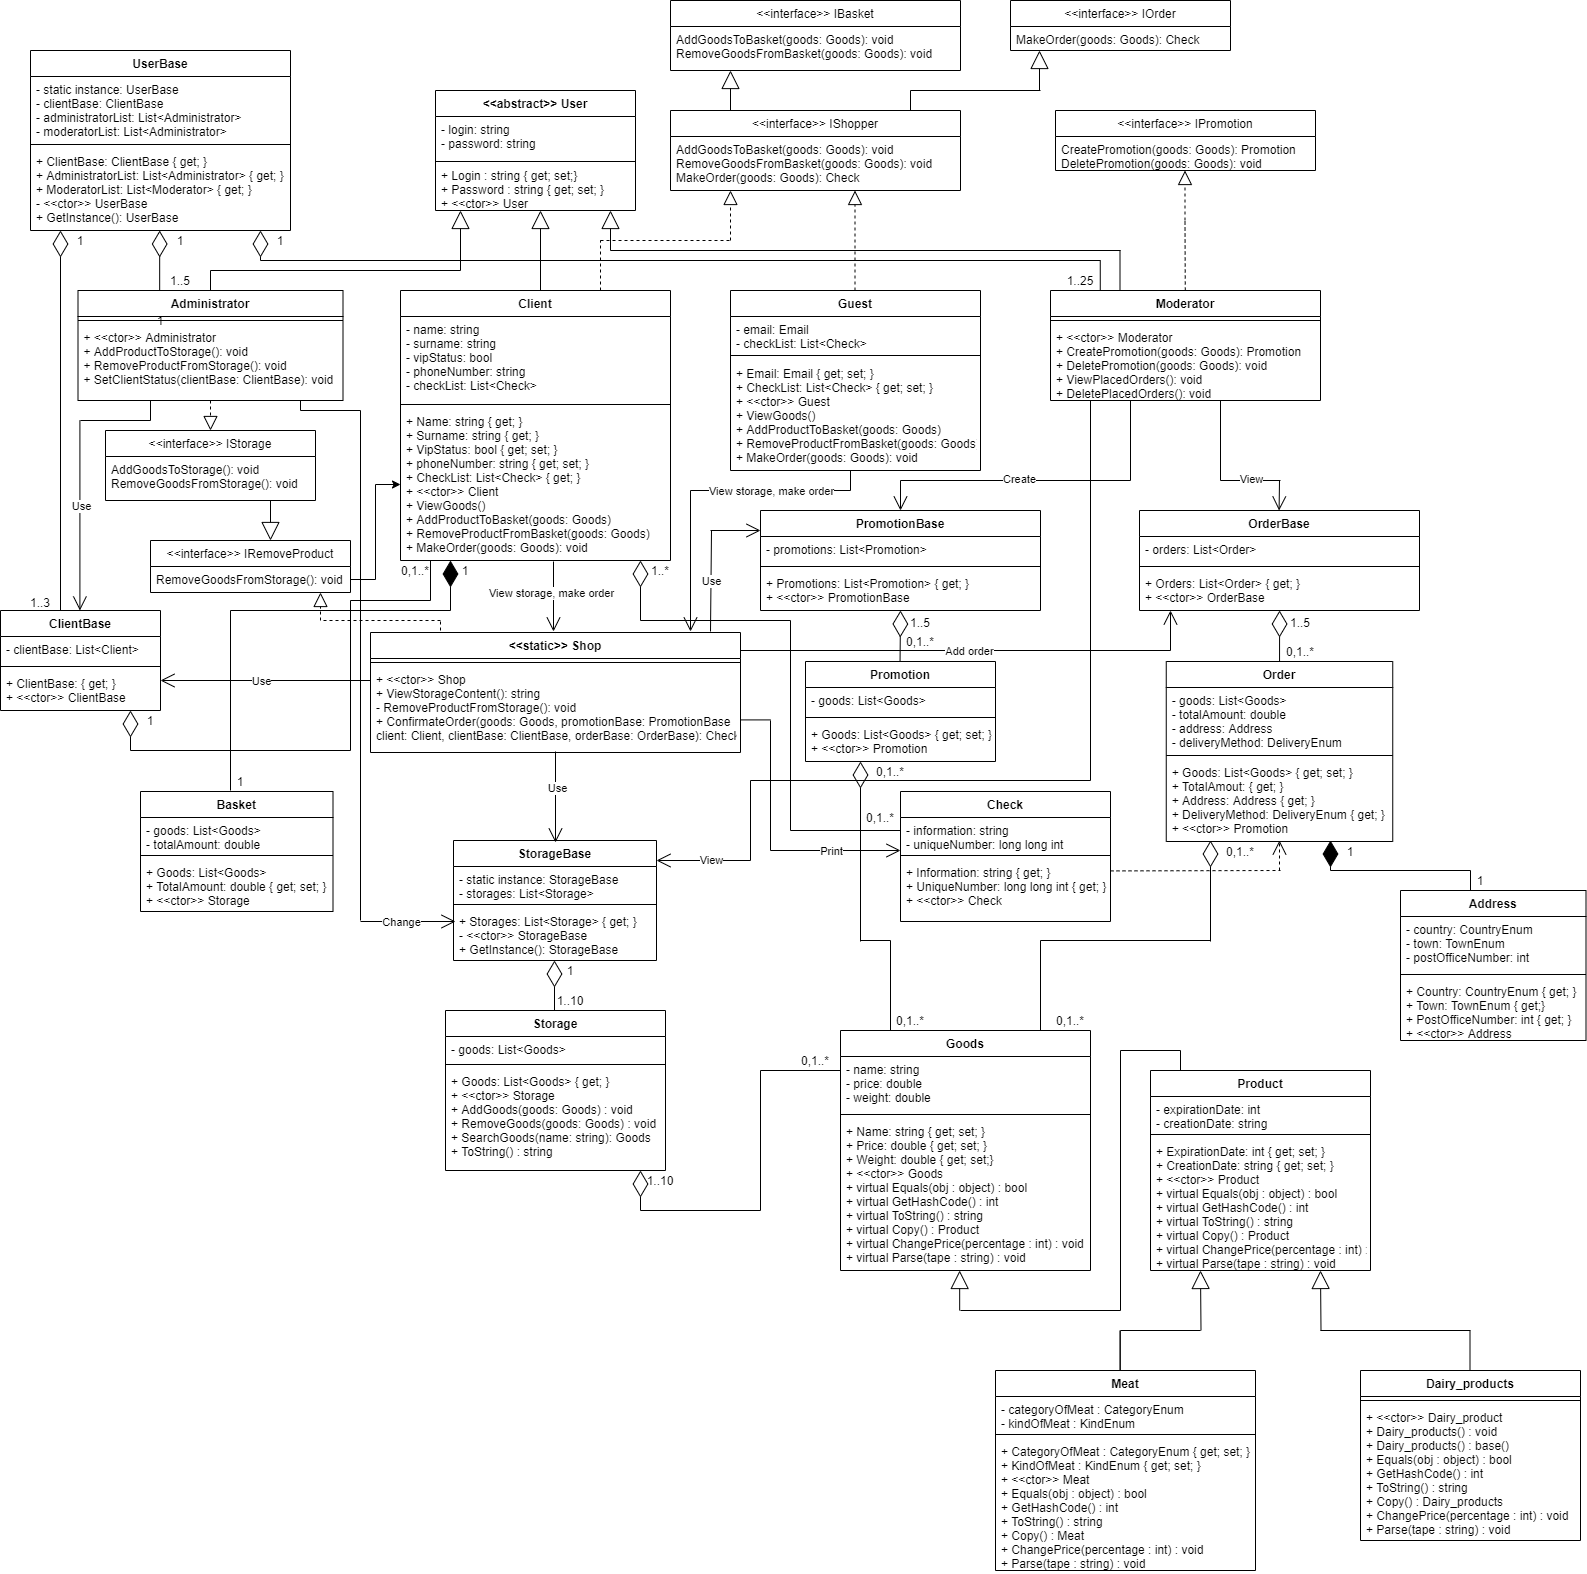 <<interface>> IBasket
AddGoodsToBasket(goods: Goods): void
RemoveGoodsFromBasket(goods: Goods): void
<<interface>> IOrder
MakeOrder(goods: Goods): Check
UserBase
- static instance: UserBase
- clientBase: ClientBase
- administratorList: List<Administrator>
- moderatorList: List<Administrator>
+ ClientBase: ClientBase { get; }
+ AdministratorList: List<Administrator> { get; }
+ ModeratorList: List<Moderator> { get; }
- <<ctor>> UserBase
+ GetInstance(): UserBase
<<abstract>> User
- login: string
- password: string
+ Login : string { get; set;}
+ Password : string { get; set; }
+ <<ctor>> User
<<interface>> IShopper
AddGoodsToBasket(goods: Goods): void
RemoveGoodsFromBasket(goods: Goods): void
MakeOrder(goods: Goods): Check
<<interface>> IPromotion
CreatePromotion(goods: Goods): Promotion
DeletePromotion(goods: Goods): void
1
1
1
1..5
1..25
Administrator
1
+ <<ctor>> Administrator
+ AddProductToStorage(): void
+ RemoveProductFromStorage(): void
+ SetClientStatus(clientBase: ClientBase): void
Client
- name: string
- surname: string
- vipStatus: bool
- phoneNumber: string
- checkList: List<Check>
+ Name: string { get; }
+ Surname: string { get; }
+ VipStatus: bool { get; set; }
+ phoneNumber: string { get; set; }
+ CheckList: List<Check> { get; }
+ <<ctor>> Client
+ ViewGoods()
+ AddProductToBasket(goods: Goods)
+ RemoveProductFromBasket(goods: Goods)
+ MakeOrder(goods: Goods): void
Guest
- email: Email
- checkList: List<Check>
+ Email: Email { get; set; }
+ CheckList: List<Check> { get; set; }
+ <<ctor>> Guest
+ ViewGoods()
+ AddProductToBasket(goods: Goods)
+ RemoveProductFromBasket(goods: Goods
+ MakeOrder(goods: Goods): void
Moderator
+ <<ctor>> Moderator
+ CreatePromotion(goods: Goods): Promotion
+ DeletePromotion(goods: Goods): void
+ ViewPlacedOrders(): void
+ DeletePlacedOrders(): void
<<interface>> IStorage
AddGoodsToStorage(): void
RemoveGoodsFromStorage(): void
Use
View storage, make order
Create
View
<<interface>> IRemoveProduct
RemoveGoodsFromStorage(): void
PromotionBase
- promotions: List<Promotion>
+ Promotions: List<Promotion> { get; }
+ <<ctor>> PromotionBase
OrderBase
- orders: List<Order>
+ Orders: List<Order> { get; }
+ <<ctor>> OrderBase
0,1..*
1
1..*
View storage, make order
Use
1..3
ClientBase
- clientBase: List<Client>
+ ClientBase: { get; }
+ <<ctor>> ClientBase
1
Use
<<static>> Shop
+ <<ctor>> Shop
+ ViewStorageContent(): string
- RemoveProductFromStorage(): void
+ ConfirmateOrder(goods: Goods, promotionBase: PromotionBase
client: Client, clientBase: ClientBase, orderBase: OrderBase): Check
1..5
0,1..*
Add order
1..5
0,1..*
Promotion
- goods: List<Goods>
+ Goods: List<Goods> { get; set; }
+ <<ctor>> Promotion
Order
- goods: List<Goods>
- totalAmount: double
- address: Address
- deliveryMethod: DeliveryEnum
+ Goods: List<Goods> { get; set; }
+ TotalAmout: { get; }
+ Address: Address { get; }
+ DeliveryMethod: DeliveryEnum { get; }
+ <<ctor>> Promotion
1
Basket
- goods: List<Goods>
- totalAmount: double
+ Goods: List<Goods>
+ TotalAmount: double { get; set; }
+ <<ctor>> Storage
Use
0,1..*
0,1..*
Check
- information: string
- uniqueNumber: long long int
+ Information: string { get; }
+ UniqueNumber: long long int { get; }
+ <<ctor>> Check
Print
View
Change
StorageBase
- static instance: StorageBase
- storages: List<Storage>
+ Storages: List<Storage> { get; }
- <<ctor>> StorageBase
+ GetInstance(): StorageBase
0,1..*
1
1
Address
- country: CountryEnum
- town: TownEnum
- postOfficeNumber: int
+ Country: CountryEnum { get; }
+ Town: TownEnum { get;}
+ PostOfficeNumber: int { get; }
+ <<ctor>> Address
1
1..10
Storage
- goods: List<Goods>
+ Goods: List<Goods> { get; }
+ <<ctor>> Storage
+ AddGoods(goods: Goods) : void
+ RemoveGoods(goods: Goods) : void
+ SearchGoods(name: string): Goods
+ ToString() : string
1..10
0,1..*
0,1..*
0,1..*
Goods
- name: string
- price: double
- weight: double
+ Name: string { get; set; }
+ Price: double { get; set; }
+ Weight: double { get; set;}
+ <<ctor>> Goods
+ virtual Equals(obj : object) : bool
+ virtual GetHashCode() : int
+ virtual ToString() : string
+ virtual Copy() : Product
+ virtual ChangePrice(percentage : int) : void
+ virtual Parse(tape : string) : void
Product
- expirationDate: int
- creationDate: string
+ ExpirationDate: int { get; set; }
+ CreationDate: string { get; set; }
+ <<ctor>> Product
+ virtual Equals(obj : object) : bool
+ virtual GetHashCode() : int
+ virtual ToString() : string
+ virtual Copy() : Product
+ virtual ChangePrice(percentage : int) :
+ virtual Parse(tape : string) : void
Meat
- categoryOfMeat : CategoryEnum
- kindOfMeat : KindEnum
+ CategoryOfMeat : CategoryEnum { get; set; }
+ KindOfMeat : KindEnum { get; set; }
+ <<ctor>> Meat
+ Equals(obj : object) : bool
+ GetHashCode() : int
+ ToString() : string
+ Copy() : Meat
+ ChangePrice(percentage : int) : void
+ Parse(tape : string) : void
Dairy_products
+ <<ctor>> Dairy_product
+ Dairy_products() : void
+ Dairy_products() : base()
+ Equals(obj : object) : bool
+ GetHashCode() : int
+ ToString() : string
+ Copy() : Dairy_products
+ ChangePrice(percentage : int) : void
+ Parse(tape : string) : void